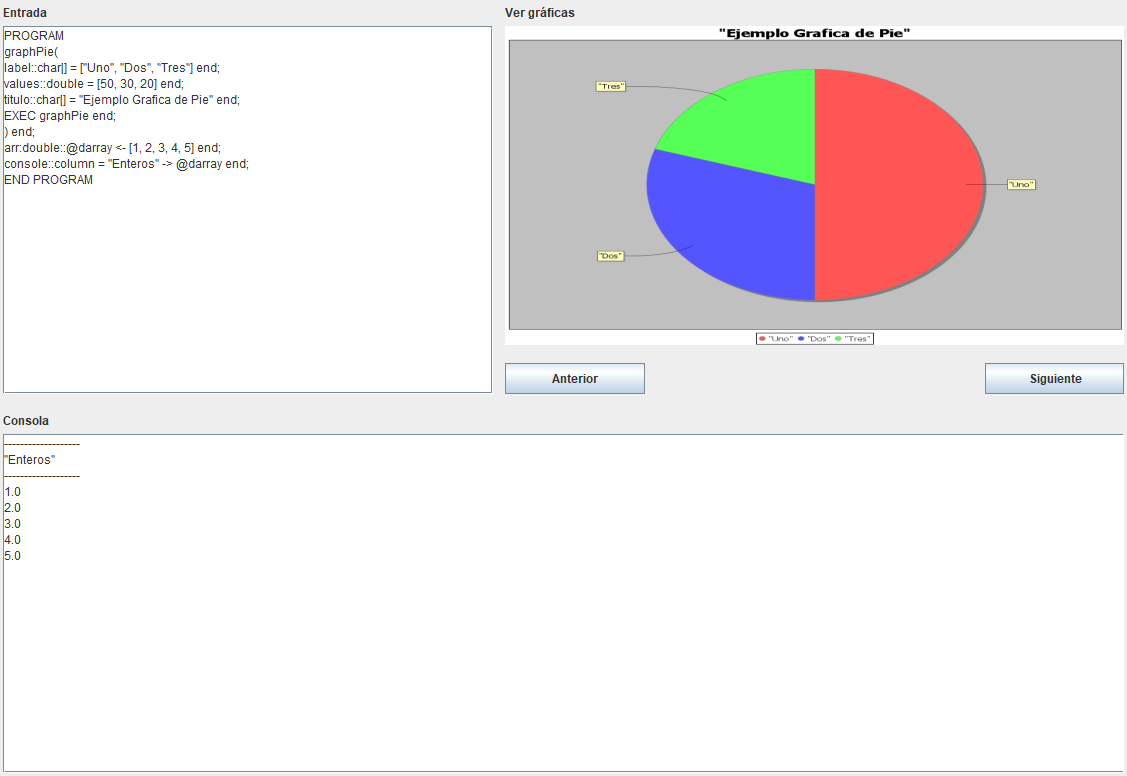 Entrada
PROGRAM
graphPie(
label::char[] = ["Uno", "Dos", "Tres"] end;
values::double = [50, 30, 20] end;
titulo::char[] = "Ejemplo Grafica de Pie" end;
EXEC graphPie end;
) end;
arr:double::@darray <- [1, 2, 3, 4, 5] end;
console::column = "Enteros" -> @darray end;
END PROGRAM
Ver gráficas
"Ejemplo Grafica de Pie"
"Tres"
"Uno"
"Dos"
"Uno" "Dos" "Tres"
Anterior Siguiente
Consola
-------------------
"Enteros"
-------------------
1.0
2.0
3.0
4.0
5.0